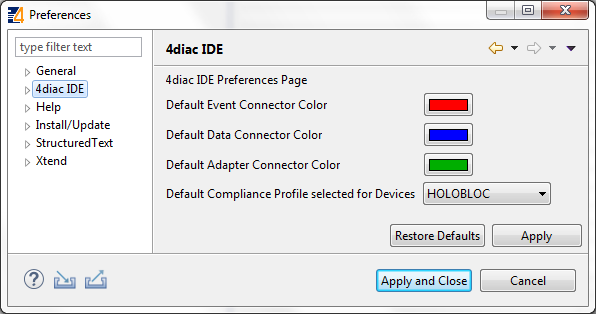 Preferences
type filter text
General
4diac IDE
Help
Install/Update
StructuredText
Xtend
4diac IDE
4diac IDE Preferences Page
Default Event Connector Color
Default Data Connector Color
Default Adapter Connector Color
Default Compliance Profile selected for Devices HOLOBLOC
Restore Defaults Apply
Apply and Close Cancel